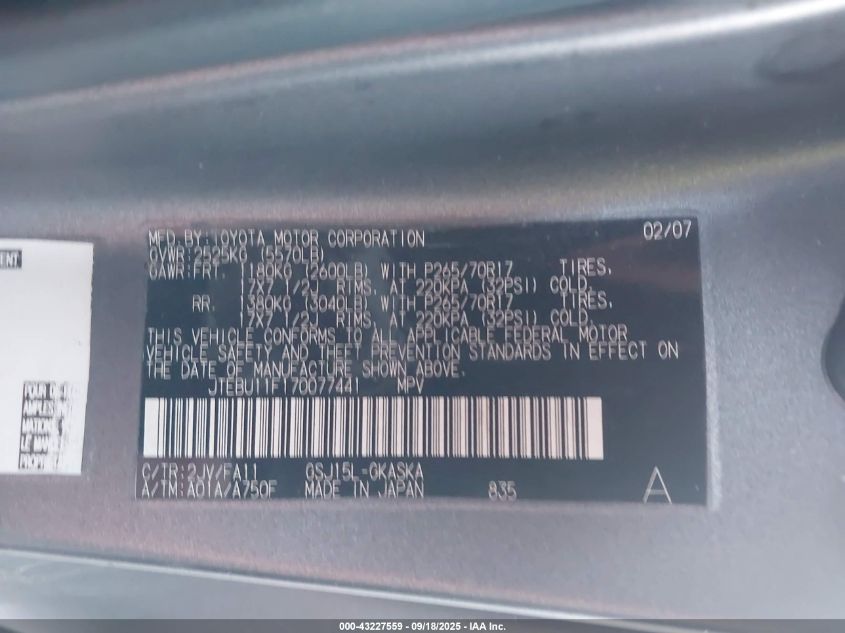 MFD.BY:TOYOTA MOTOR CORPORATION 02/07
GVWR:2525KG (5570LB)
GAWR:FRT. 1180KG (2600LB) WITH P265/70R17 TIRES,
17X7 1/2J RIMS, AT 220KPA (32PSI) COLD.
RR. 1380KG (3040LB) WITH P265/70R17 TIRES,
17X7 1/2J RIMS, AT 220KPA (32PSI) COLD.
THIS VEHICLE CONFORMS TO ALL APPLICABLE FEDERAL MOTOR
VEHICLE SAFETY AND THEFT PREVENTION STANDARDS IN EFFECT ON
THE DATE OF MANUFACTURE SHOWN ABOVE.
JTEBU11F170077441 MPV
C/TR:2JV/FA11 GSJ15L-GKASKA
A/TM:A01A/A750F MADE IN JAPAN 835 A
000-43227559 - 09/18/2025 - IAA Inc.